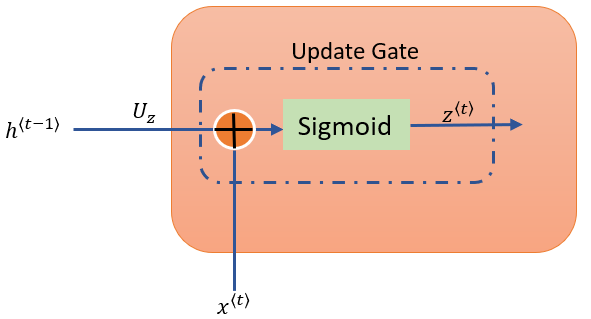 Update Gate
U_z
h^⟨t−1⟩
Sigmoid
z^⟨t⟩
x^⟨t⟩